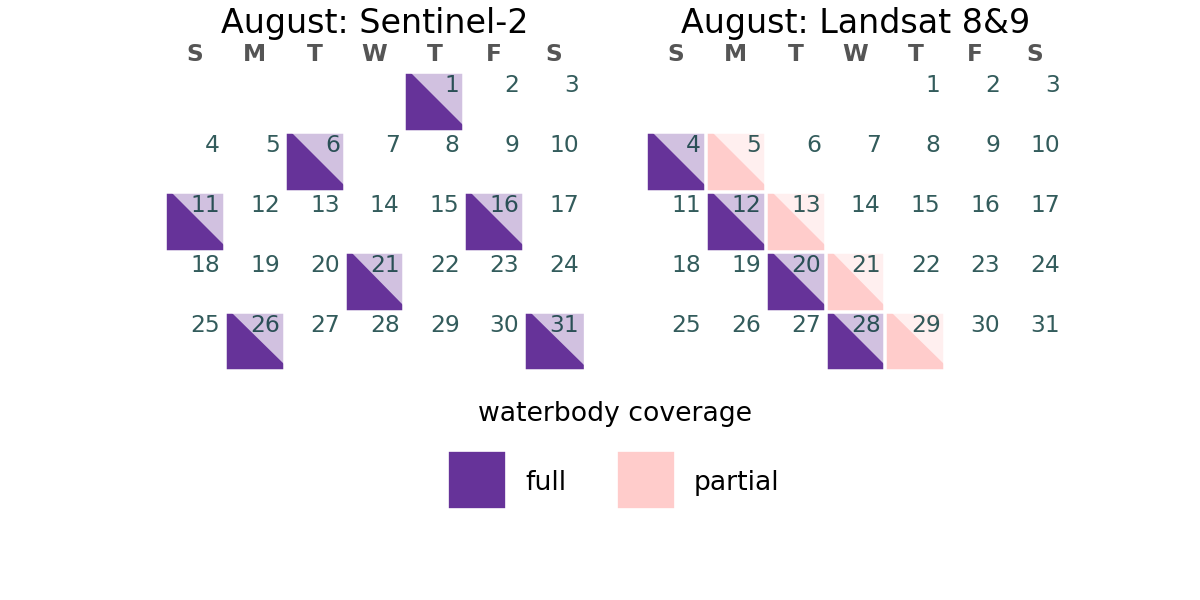 August: Sentinel-2
S M T W T F S
1 2 3
4 5 6 7 8 9 10
11 12 13 14 15 16 17
18 19 20 21 22 23 24
25 26 27 28 29 30 31
August: Landsat 8&9
S M T W T F S
1 2 3
4 5 6 7 8 9 10
11 12 13 14 15 16 17
18 19 20 21 22 23 24
25 26 27 28 29 30 31
waterbody coverage
full
partial